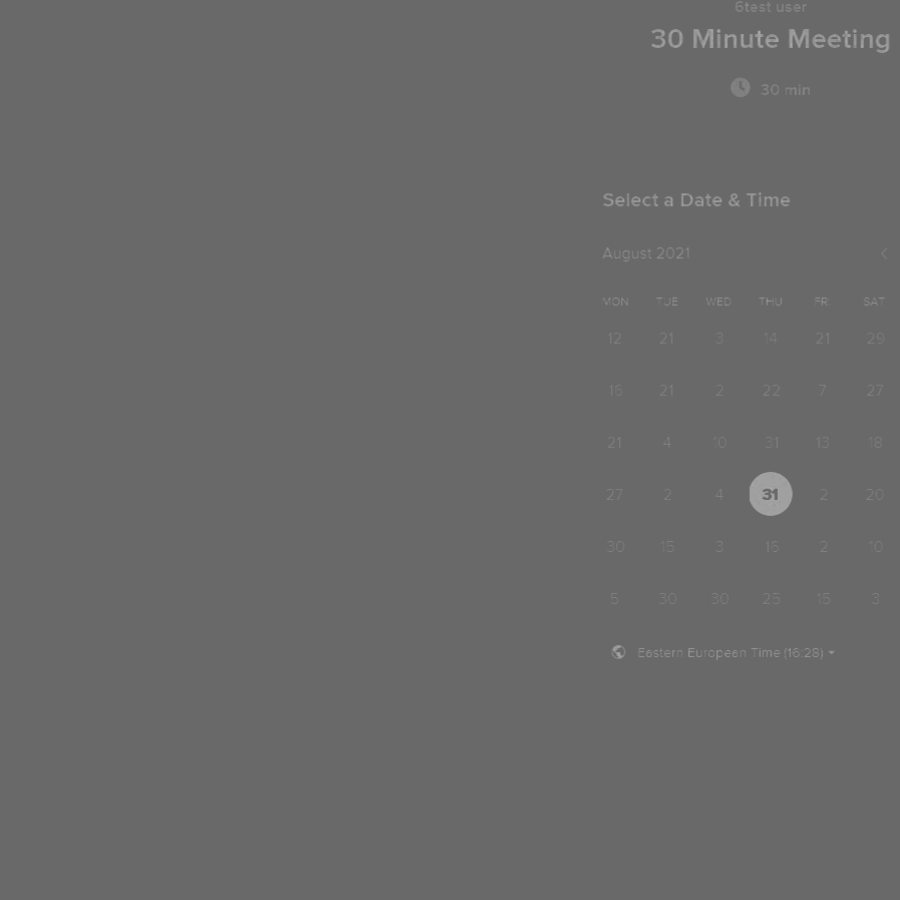 6test user
30 Minute Meeting
30 min
Select a Date & Time
August 2021
MON TUE WED THU FRI SAT
12 21 3 14 21 29
16 21 2 22 7 27
21 4 10 31 13 18
27 2 4 31 2 20
30 15 3 16 2 10
5 30 30 25 15 3
Eastern European Time (16:28)